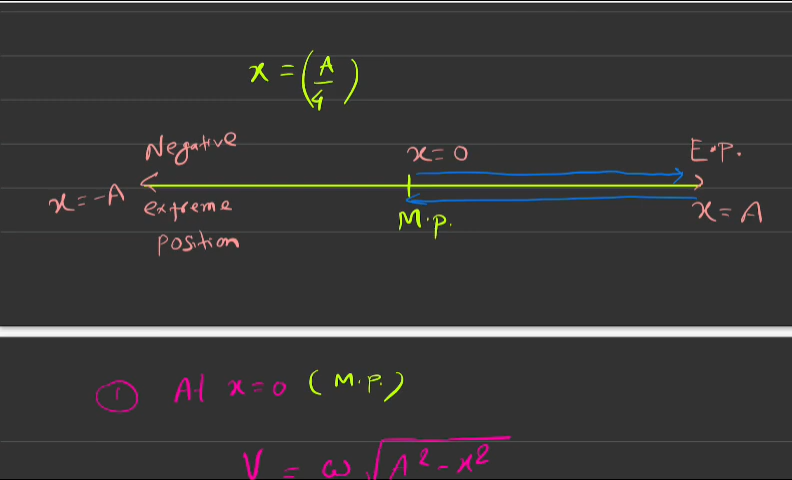 x = (A/4)
Negative
x = 0
E.P.
x = -A
extreme
position
M.p.
x = A
① At x = 0 (M.P.)
V = ω √A² - x²